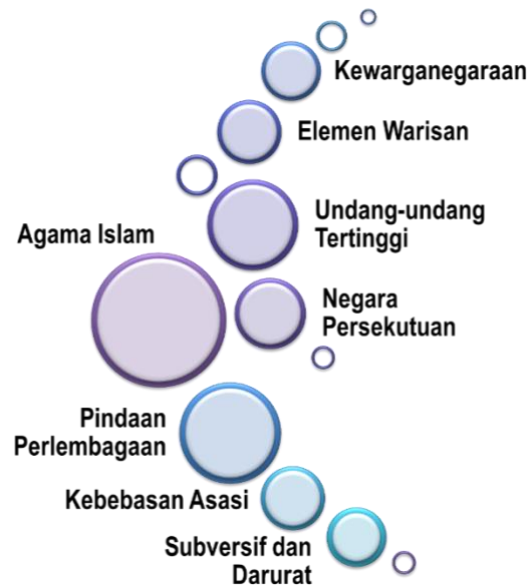 Kewarganegaraan
Elemen Warisan
Undang-undang
Tertinggi
Agama Islam
Negara
Persekutuan
Pindaan
Perlembagaan
Kebebasan Asasi
Subversif dan
Darurat